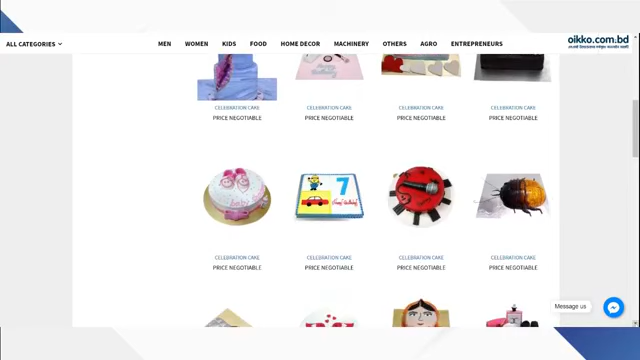 ALL CATEGORIES
MEN WOMEN KIDS FOOD HOME DECOR MACHINERY OTHERS AGRO ENTREPRENEURS
oikko.com.bd
CELEBRATION CAKE CELEBRATION CAKE CELEBRATION CAKE CELEBRATION CAKE
PRICE NEGOTIABLE PRICE NEGOTIABLE PRICE NEGOTIABLE PRICE NEGOTIABLE
7
CELEBRATION CAKE CELEBRATION CAKE CELEBRATION CAKE CELEBRATION CAKE
PRICE NEGOTIABLE PRICE NEGOTIABLE PRICE NEGOTIABLE PRICE NEGOTIABLE
Message us